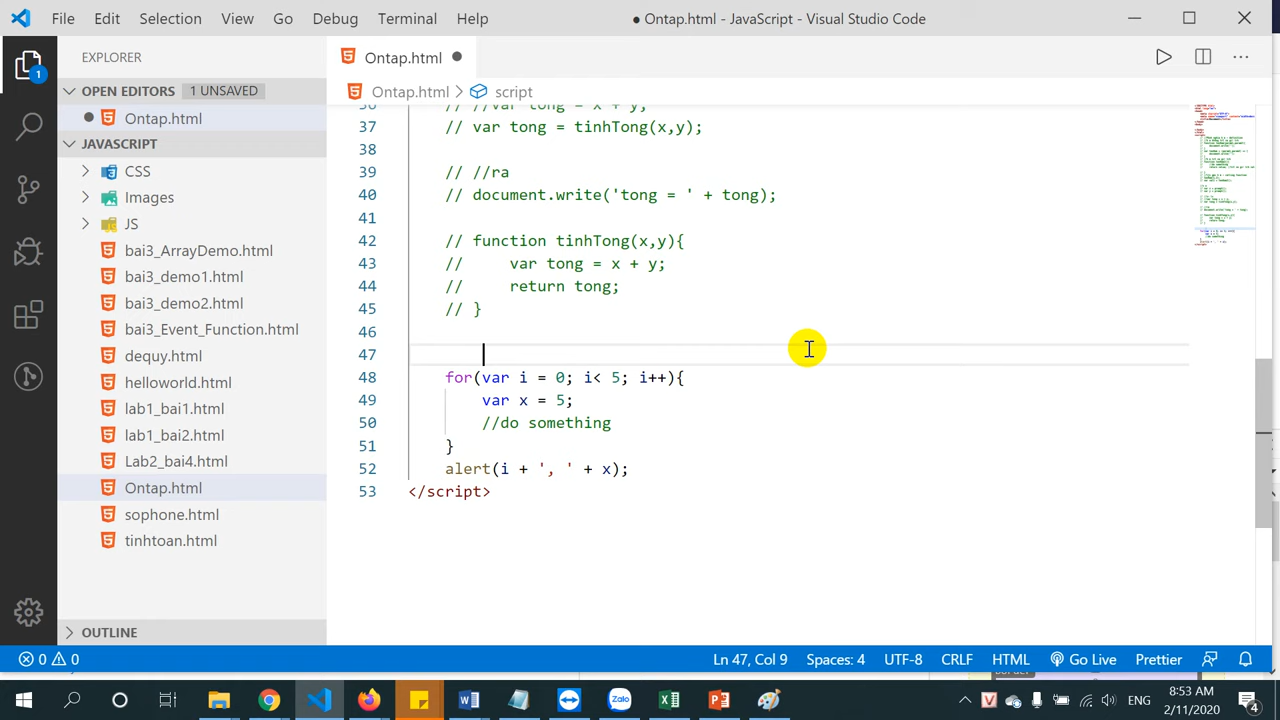 File Edit Selection View Go Debug Terminal Help ● Ontap.html - JavaScript - Visual Studio Code
EXPLORER
OPEN EDITORS 1 UNSAVED
Ontap.html
JAVASCRIPT
CSS
Images
JS
bai3_ArrayDemo.html
bai3_demo1.html
bai3_demo2.html
bai3_Event_Function.html
dequy.html
helloworld.html
lab1_bai1.html
lab1_bai2.html
Lab2_bai4.html
Ontap.html
sophone.html
tinhtoan.html
OUTLINE
1
Ontap.html ●
Ontap.html > script
36 // //var tong = x + y;
37 // var tong = tinhTong(x,y);
38
39 // //ra
40 // document.write('tong = ' + tong);
41
42 // function tinhTong(x,y){
43 // var tong = x + y;
44 // return tong;
45 // }
46
47
48 for(var i = 0; i< 5; i++){
49 var x = 5;
50 //do something
51 }
52 alert(i + ', ' + x);
53 </script>
0 0 Ln 47, Col 9 Spaces: 4 UTF-8 CRLF HTML Go Live Prettier
ENG 8:53 AM
2/11/2020
4